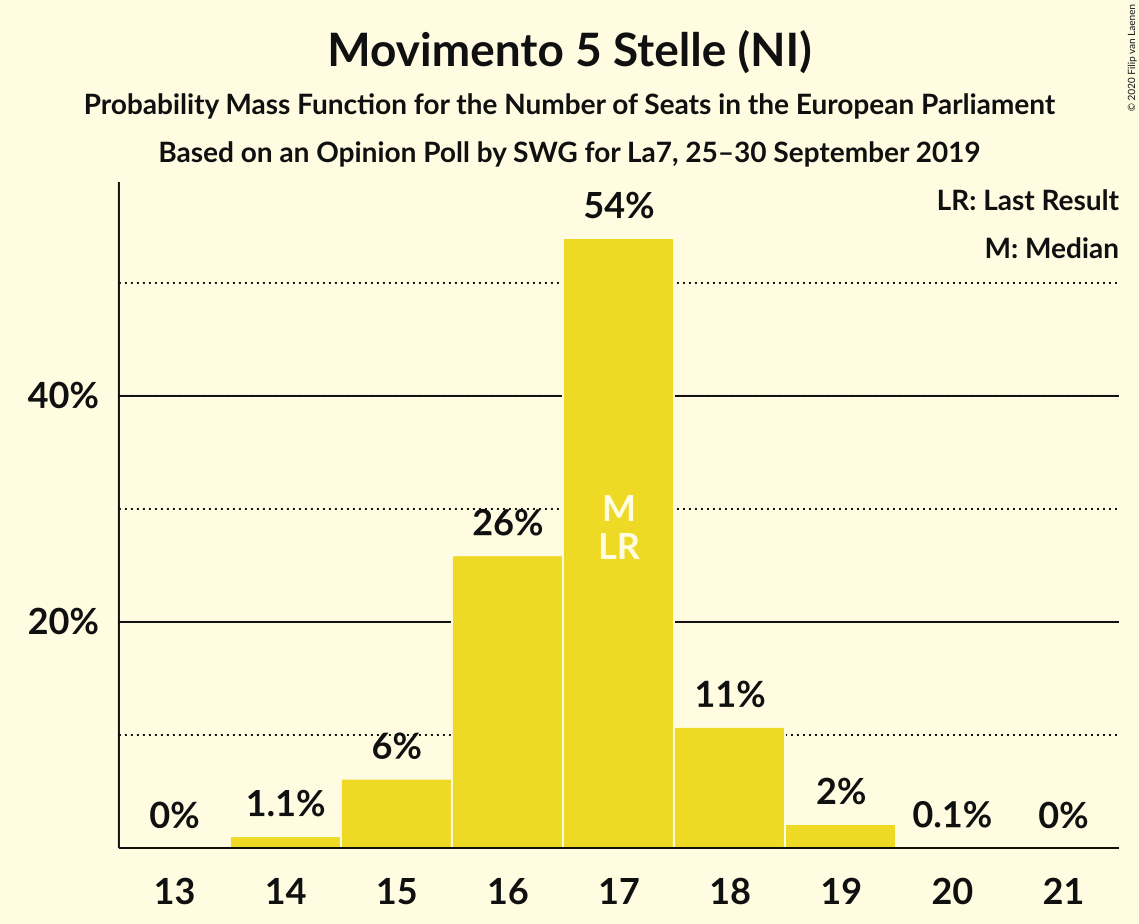 Movimento 5 Stelle (NI)
Probability Mass Function for the Number of Seats in the European Parliament
Based on an Opinion Poll by SWG for La7, 25–30 September 2019
© 2020 Filip van Laenen
LR: Last Result
M: Median
40%
20%
0%
1.1%
6%
26%
54%
M
LR
11%
2%
0.1%
0%
13 14 15 16 17 18 19 20 21